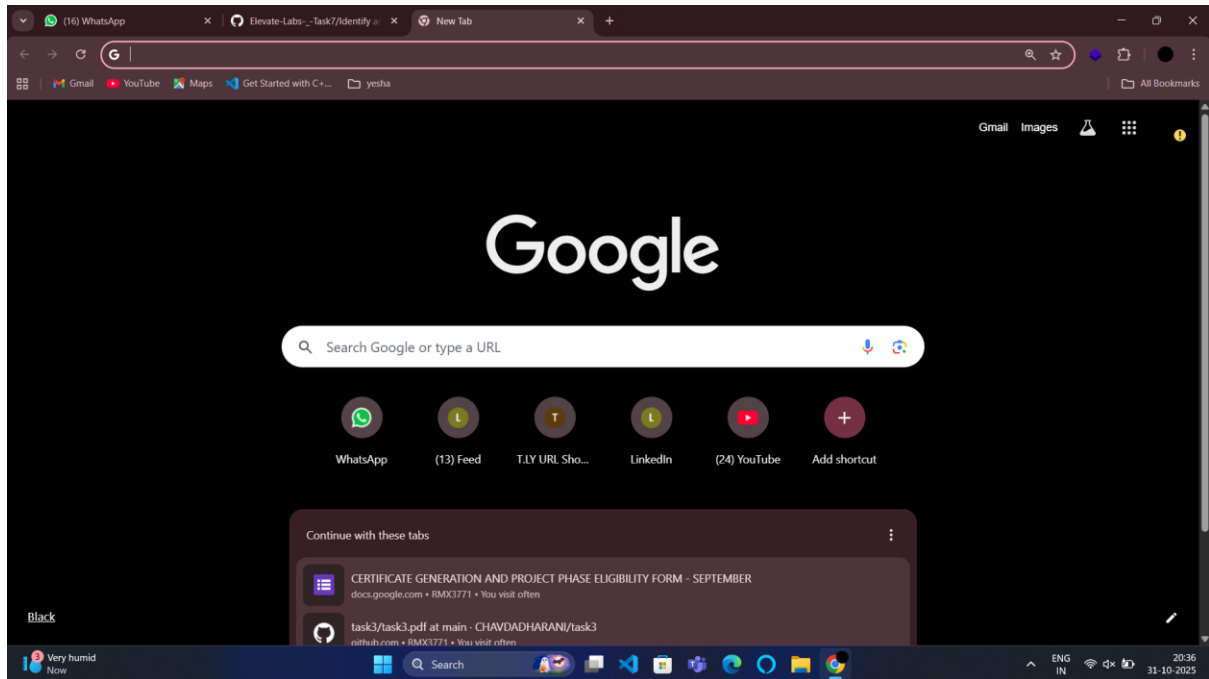 (16) WhatsApp
Elevate-Labs-_-Task7/Identify a
New Tab
Gmail
YouTube
Maps
Get Started with C+...
yesha
All Bookmarks
Gmail
Images
Google
Search Google or type a URL
WhatsApp
(13) Feed
T.LY URL Sho...
LinkedIn
(24) YouTube
Add shortcut
Continue with these tabs
CERTIFICATE GENERATION AND PROJECT PHASE ELIGIBILITY FORM - SEPTEMBER
docs.google.com • RMX3771 • You visit often
task3/task3.pdf at main · CHAVDADHARANI/task3
github.com • RMX3771 • You visit often
Black
3
Very humid
Now
Search
ENG
IN
20:36
31-10-2025